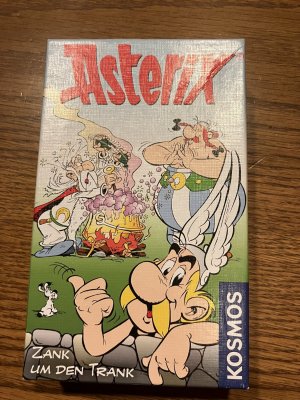 Asterix
ZANK
UM DEN TRANK
KOSMOS